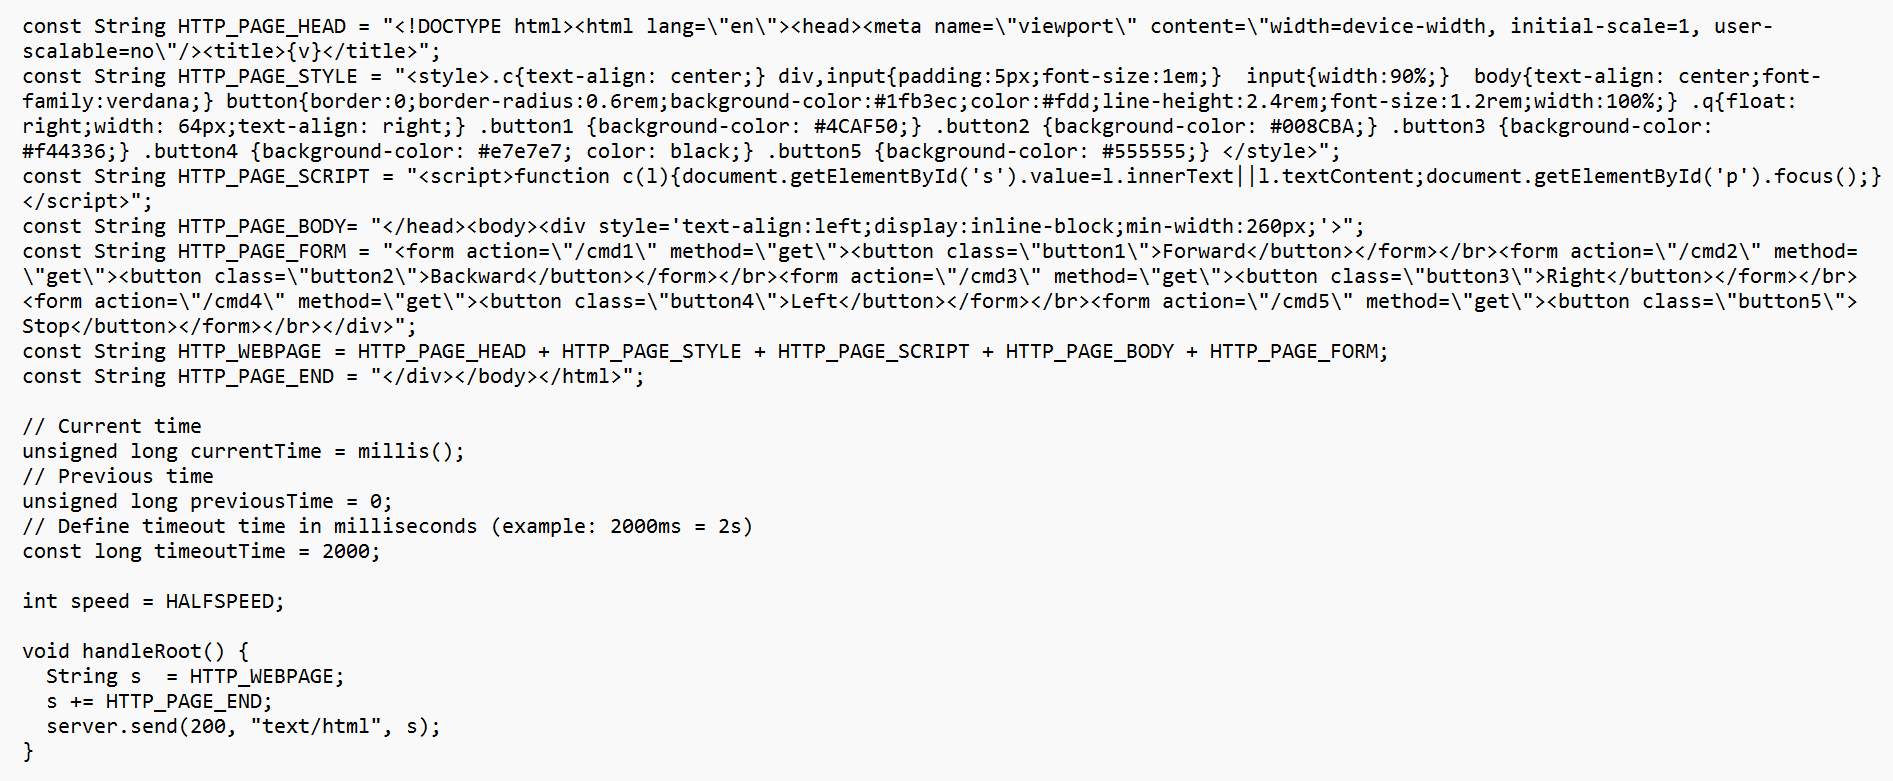 const String HTTP_PAGE_HEAD = "<!DOCTYPE html><html lang=\"en\"><head><meta name=\"viewport\" content=\"width=device-width, initial-scale=1, user-
scalable=no\"/><title>{v}</title>";
const String HTTP_PAGE_STYLE = "<style>.c{text-align: center;} div,input{padding:5px;font-size:1em;}  input{width:90%;}  body{text-align: center;font-
family:verdana;} button{border:0;border-radius:0.6rem;background-color:#1fb3ec;color:#fdd;line-height:2.4rem;font-size:1.2rem;width:100%;} .q{float:
right;width: 64px;text-align: right;} .button1 {background-color: #4CAF50;} .button2 {background-color: #008CBA;} .button3 {background-color:
#f44336;} .button4 {background-color: #e7e7e7; color: black;} .button5 {background-color: #555555;} </style>";
const String HTTP_PAGE_SCRIPT = "<script>function c(l){document.getElementById('s').value=l.innerText||l.textContent;document.getElementById('p').focus();}
</script>";
const String HTTP_PAGE_BODY= "</head><body><div style='text-align:left;display:inline-block;min-width:260px;'>";
const String HTTP_PAGE_FORM = "<form action=\"/cmd1\" method=\"get\"><button class=\"button1\">Forward</button></form></br><form action=\"/cmd2\" method=
\"get\"><button class=\"button2\">Backward</button></form></br><form action=\"/cmd3\" method=\"get\"><button class=\"button3\">Right</button></form></br>
<form action=\"/cmd4\" method=\"get\"><button class=\"button4\">Left</button></form></br><form action=\"/cmd5\" method=\"get\"><button class=\"button5\">
Stop</button></form></br></div>";
const String HTTP_WEBPAGE = HTTP_PAGE_HEAD + HTTP_PAGE_STYLE + HTTP_PAGE_SCRIPT + HTTP_PAGE_BODY + HTTP_PAGE_FORM;
const String HTTP_PAGE_END = "</div></body></html>";

// Current time
unsigned long currentTime = millis();
// Previous time
unsigned long previousTime = 0;
// Define timeout time in milliseconds (example: 2000ms = 2s)
const long timeoutTime = 2000;

int speed = HALFSPEED;

void handleRoot() {
  String s  = HTTP_WEBPAGE;
  s += HTTP_PAGE_END;
  server.send(200, "text/html", s);
}